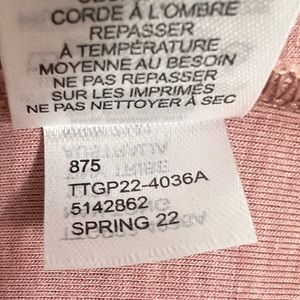 CORDE À L'OMBRE
REPASSER
À TEMPÉRATURE
MOYENNE AU BESOIN
NE PAS REPASSER
SUR LES IMPRIMÉS
NE PAS NETTOYER À SEC
875
TTGP22-4036A
5142862
SPRING 22